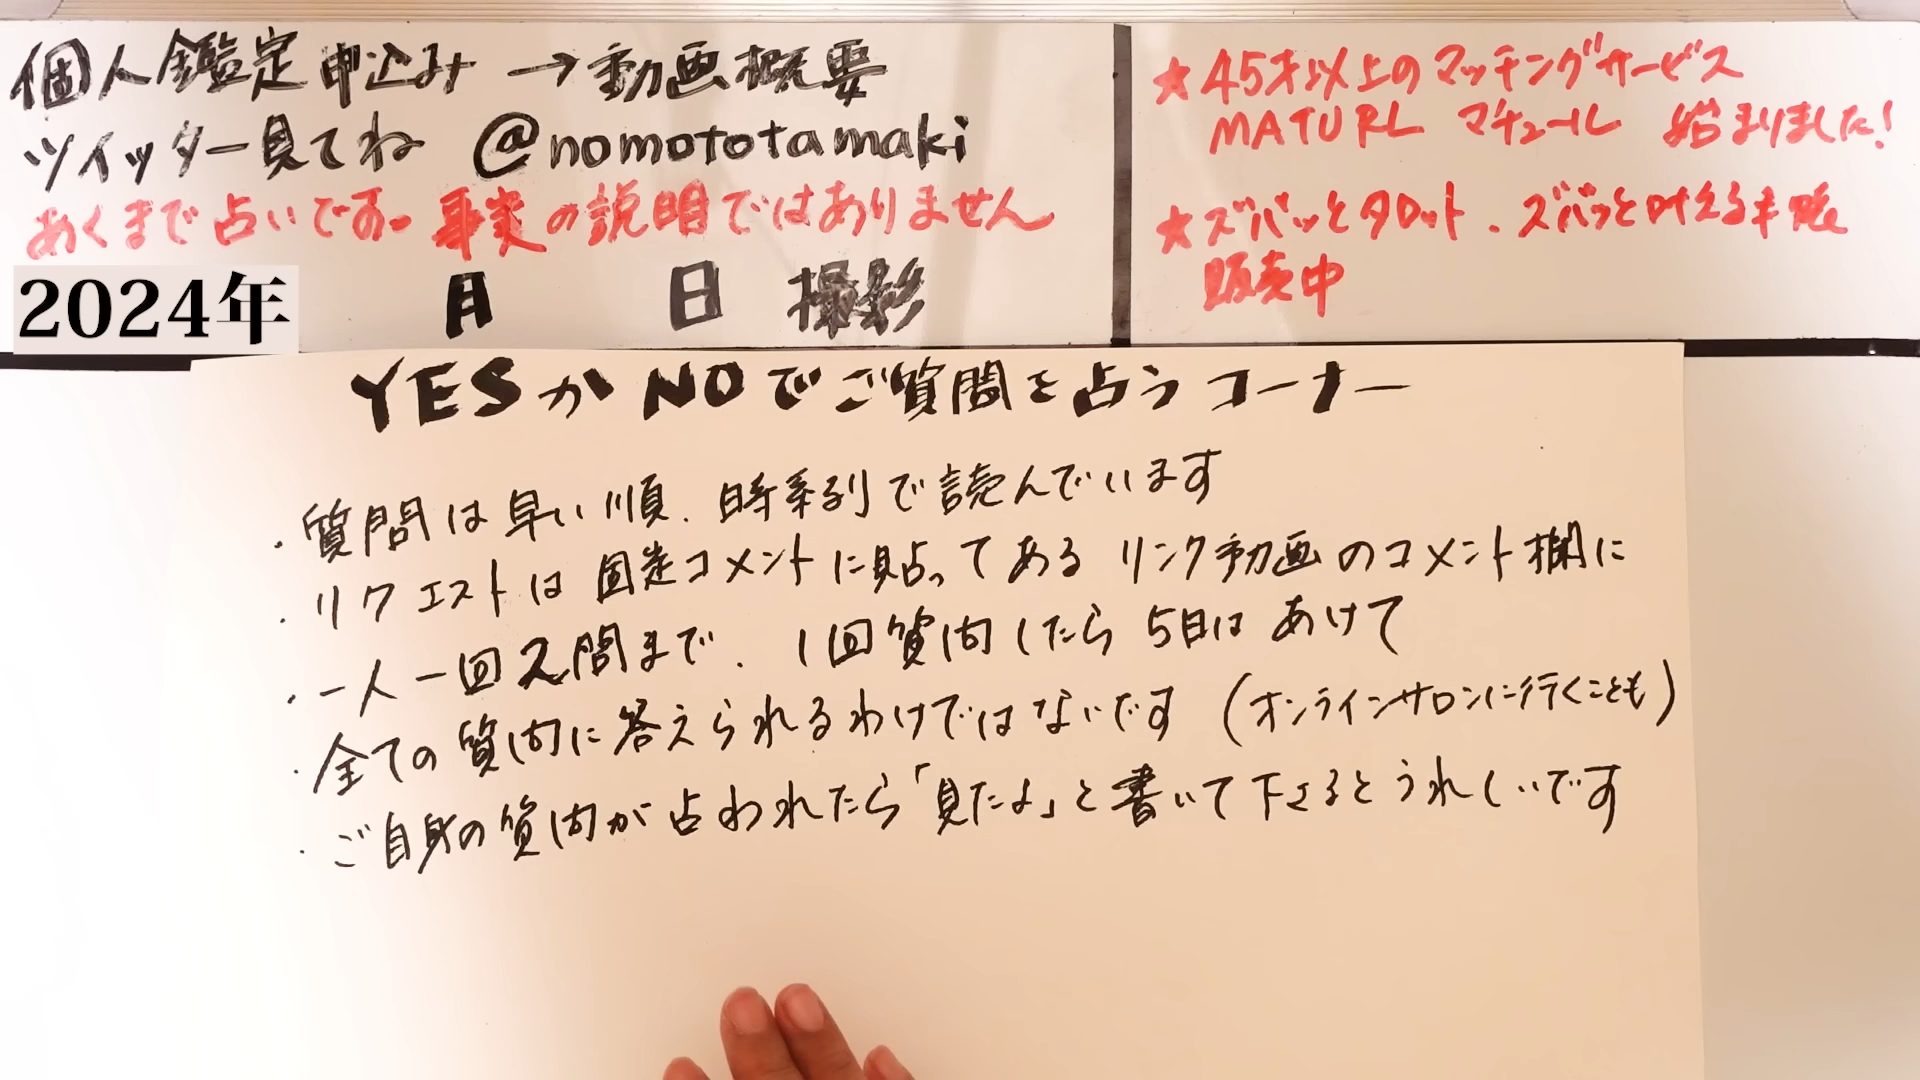 個人鑑定申込み→動画概要
ツイッター見てね @nomototamaki
あくまで占いです。事実の説明ではありません
2024年 月 日 撮影
★45才以上のマッチングサービス
MATURL マチュール 始まりました!
★ズバッとタロット.ズバッと叶える手帳
販売中
YESかNOでご質問を占うコーナー
・質問は早い順.時系列で読んでいます
・リクエストは固定コメントに貼ってあるリンク動画のコメント欄に
・一人一回2問まで.1回質問したら5日はあけて
・全ての質問に答えられるわけではないです(オンラインサロンに行くことも)
・ご自身の質問が占われたら「見たよ」と書いて下さるとうれしいです